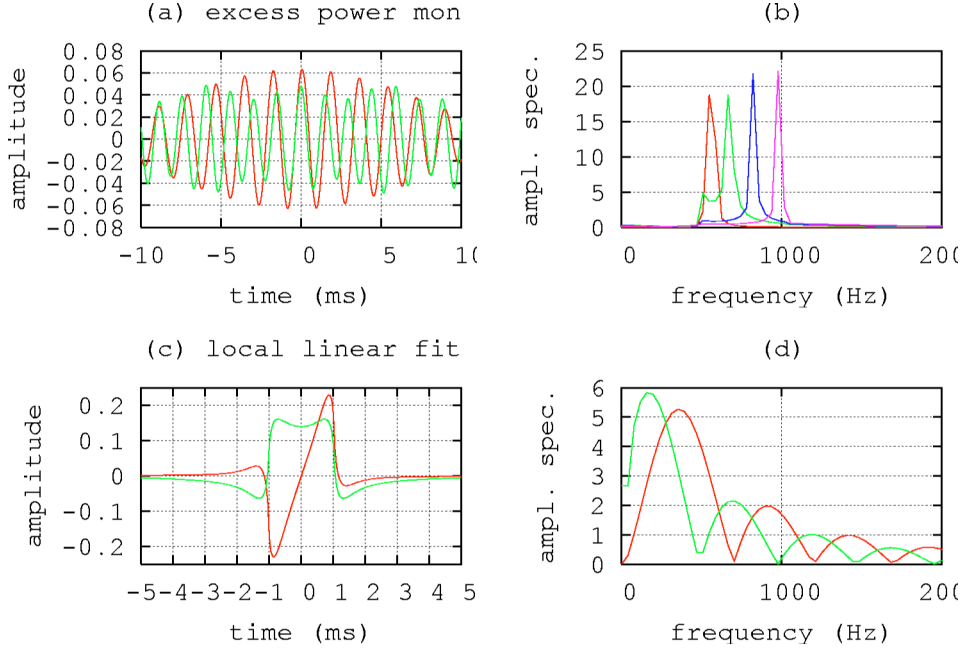 (a) excess power mon
amplitude
0.08
0.06
0.04
0.02
0
-0.02
-0.04
-0.06
-0.08
-10 -5 0 5 10
time (ms)
(b)
ampl. spec.
25
20
15
10
5
0
0 1000 200
frequency (Hz)
(c) local linear fit
amplitude
0.2
0.1
0
-0.1
-0.2
-5-4-3-2-1 0 1 2 3 4 5
time (ms)
(d)
ampl. spec.
6
5
4
3
2
1
0
0 1000 200
frequency (Hz)